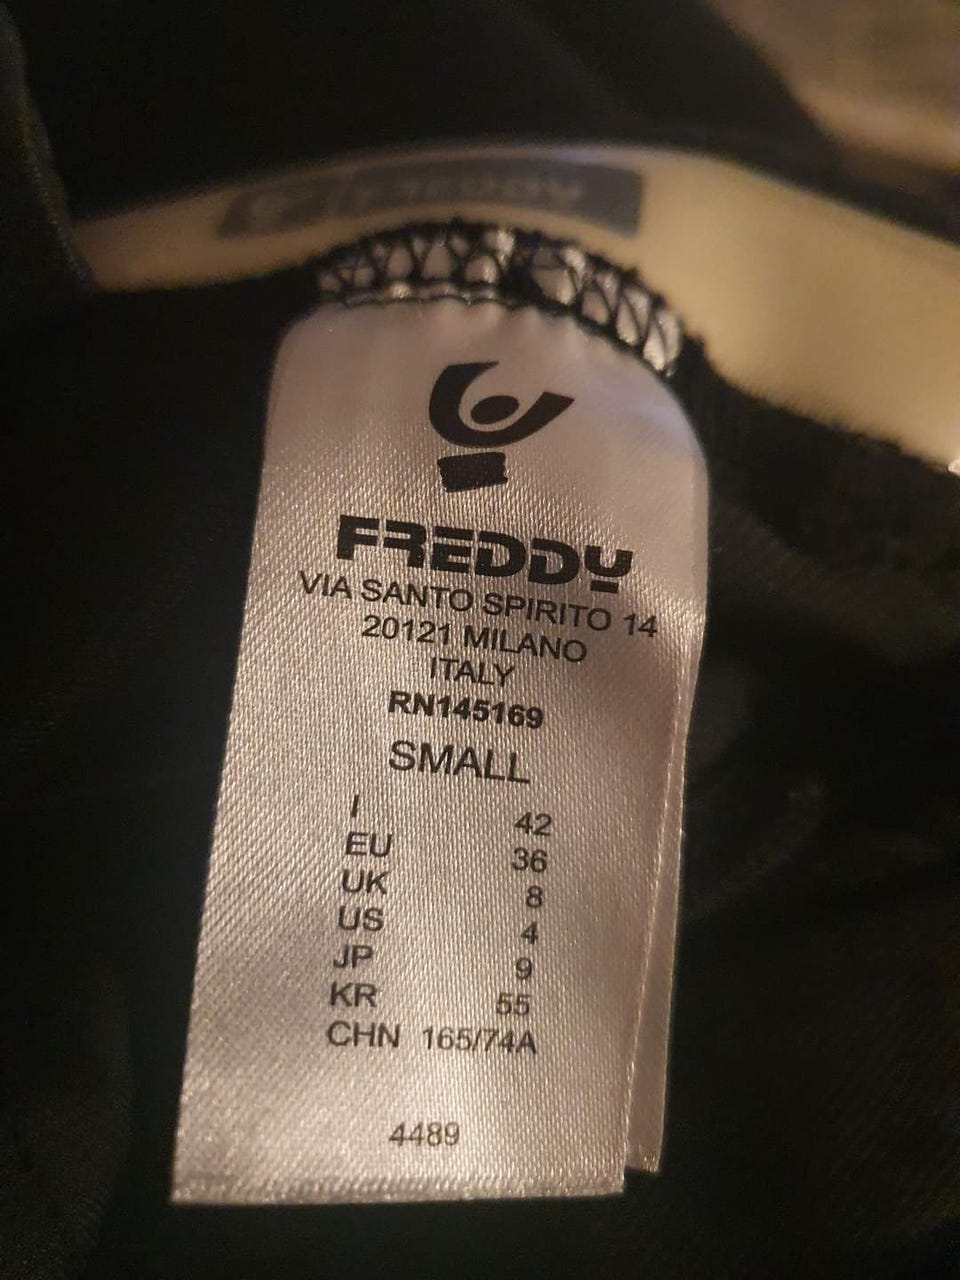 FREDDY
FREDDY
VIA SANTO SPIRITO 14
20121 MILANO
ITALY
RN145169
SMALL
I 42
EU 36
UK 8
US 4
JP 9
KR 55
CHN 165/74A
4489